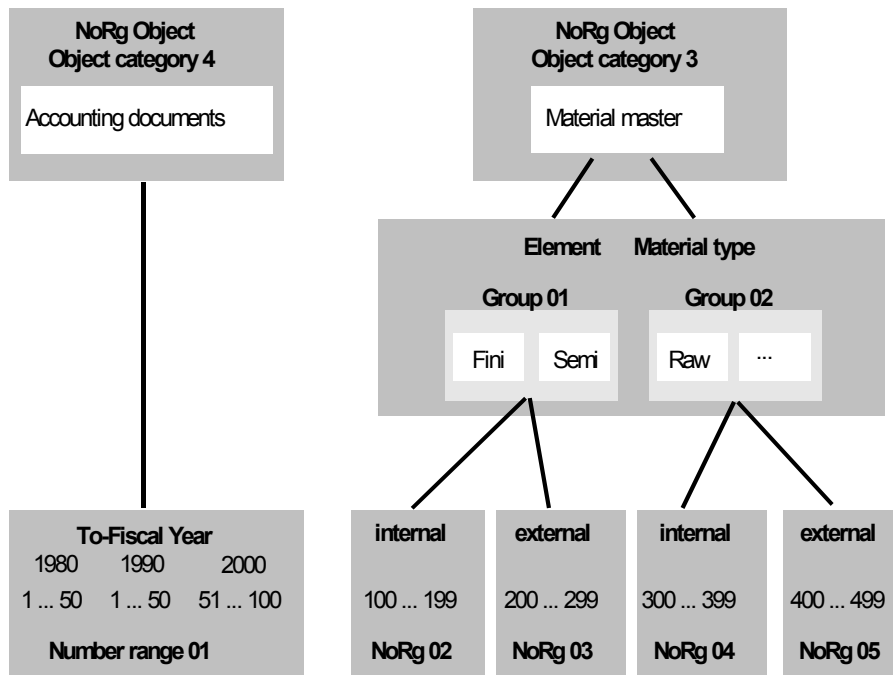 NoRg Object
Object category 4
Accounting documents
NoRg Object
Object category 3
Material master
Element Material type
Group 01
Group 02
Fini
Semi
Raw
...
To-Fiscal Year
1980 1990 2000
1 ... 50 1 ... 50 51 ... 100
Number range 01
internal
100 ... 199
NoRg 02
external
200 ... 299
NoRg 03
internal
300 ... 399
NoRg 04
external
400 ... 499
NoRg 05